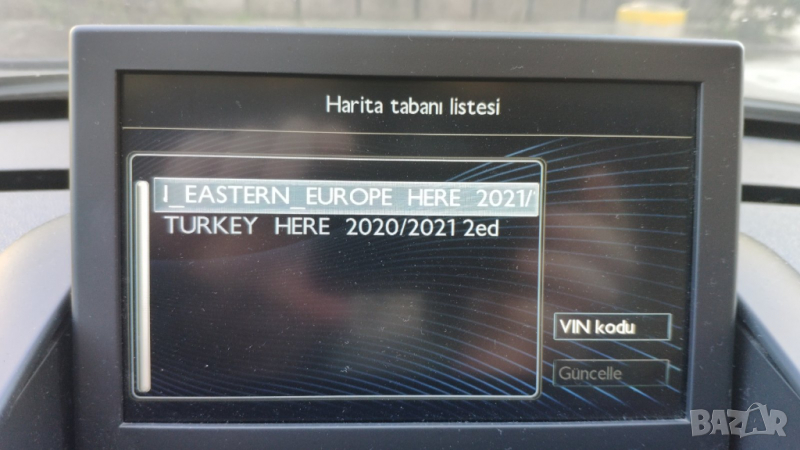 Harita tabanı listesi
I_EASTERN_EUROPE HERE 2021/
TURKEY HERE 2020/2021 2ed
VIN kodu
Güncelle
BAZAR